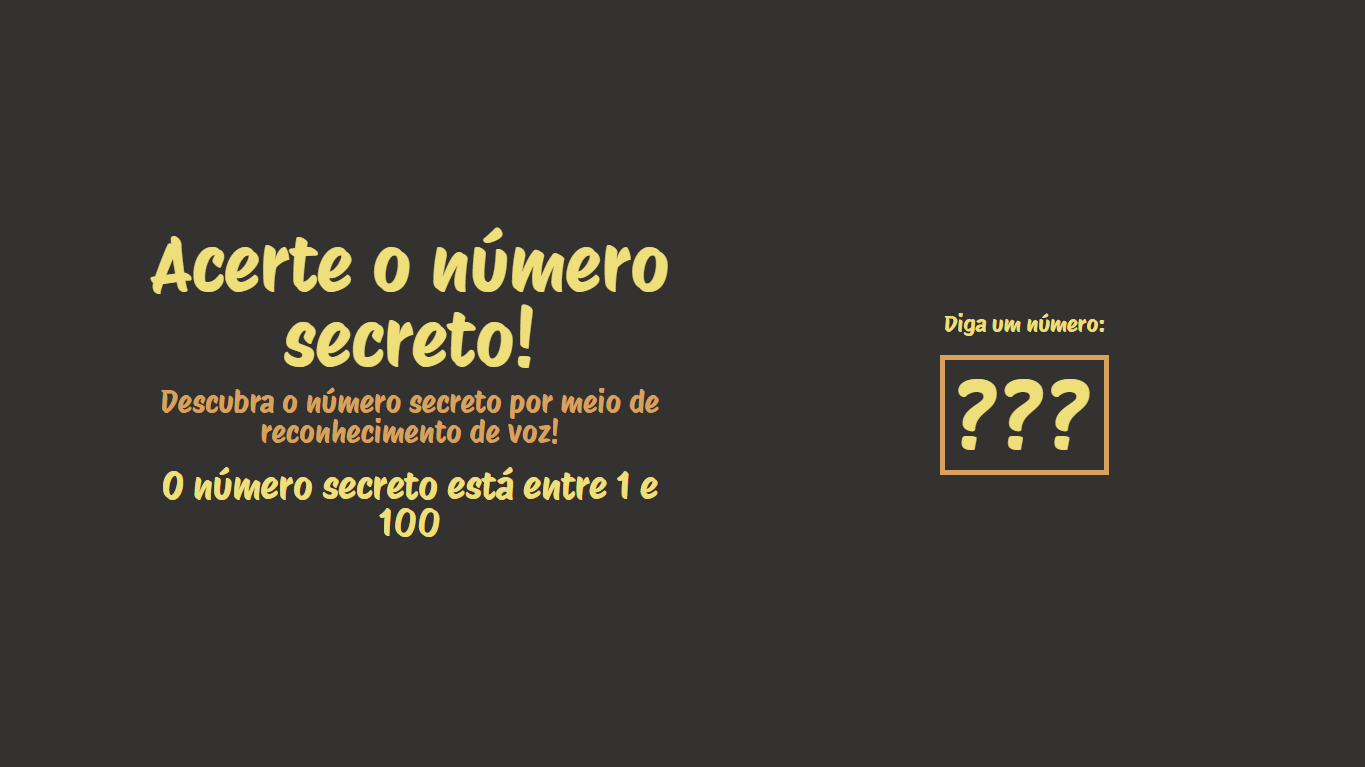 Acerte o número
secreto!
Descubra o número secreto por meio de
reconhecimento de voz!
O número secreto está entre 1 e
100
Diga um número:
???